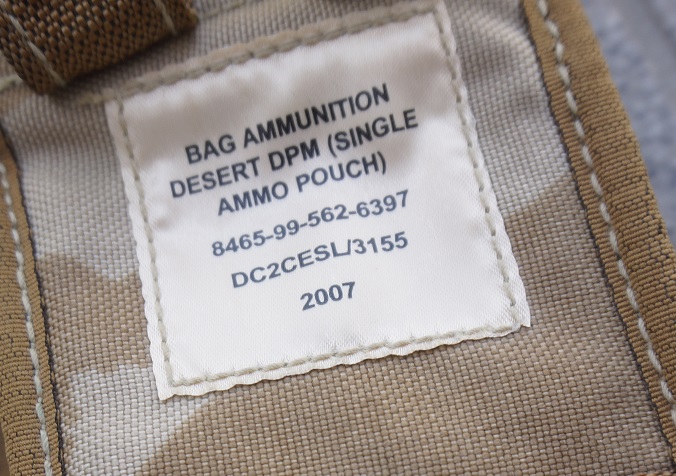 BAG AMMUNITION
DESERT DPM (SINGLE
AMMO POUCH)
8465-99-562-6397
DC2CESL/3155
2007